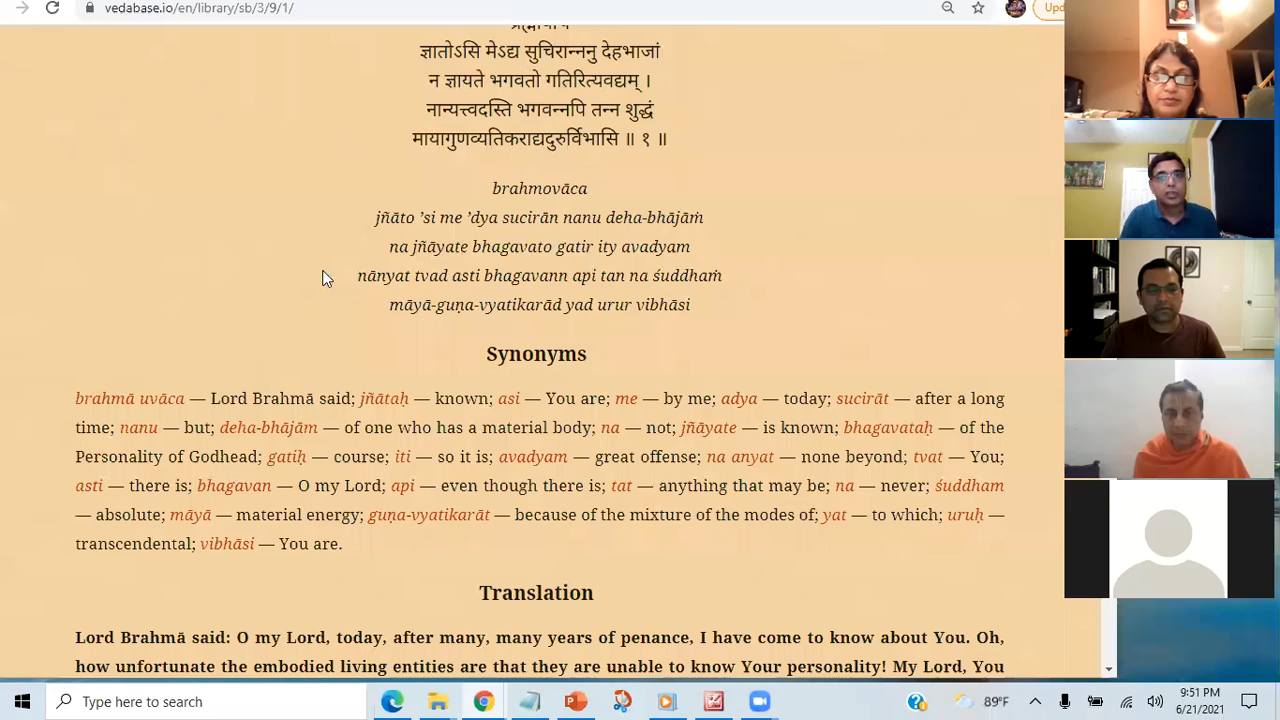 vedabase.io/en/library/sb/3/9/1/
ज्ञातोऽसि मेऽद्य सुचिरान्ननु देहभाजां
न ज्ञायते भगवतो गतिरित्यवद्यम् ।
नान्यत्त्वदस्ति भगवन्नपि तन्न शुद्धं
मायागुणव्यतिकराद्यदुरुर्विभासि ॥ १ ॥
brahmovāca
jñāto ’si me ’dya sucirān nanu deha-bhājāṁ
na jñāyate bhagavato gatir ity avadyam
nānyat tvad asti bhagavann api tan na śuddhaṁ
māyā-guṇa-vyatikarād yad urur vibhāsi
Synonyms
brahmā uvāca — Lord Brahmā said; jñātaḥ — known; asi — You are; me — by me; adya — today; sucirāt — after a long
time; nanu — but; deha-bhājām — of one who has a material body; na — not; jñāyate — is known; bhagavataḥ — of the
Personality of Godhead; gatiḥ — course; iti — so it is; avadyam — great offense; na anyat — none beyond; tvat — You;
asti — there is; bhagavan — O my Lord; api — even though there is; tat — anything that may be; na — never; śuddham
— absolute; māyā — material energy; guṇa-vyatikarāt — because of the mixture of the modes of; yat — to which; uruḥ —
transcendental; vibhāsi — You are.
Translation
Lord Brahmā said: O my Lord, today, after many, many years of penance, I have come to know about You. Oh,
how unfortunate the embodied living entities are that they are unable to know Your personality! My Lord, You
Type here to search
89°F
9:51 PM
6/21/2021